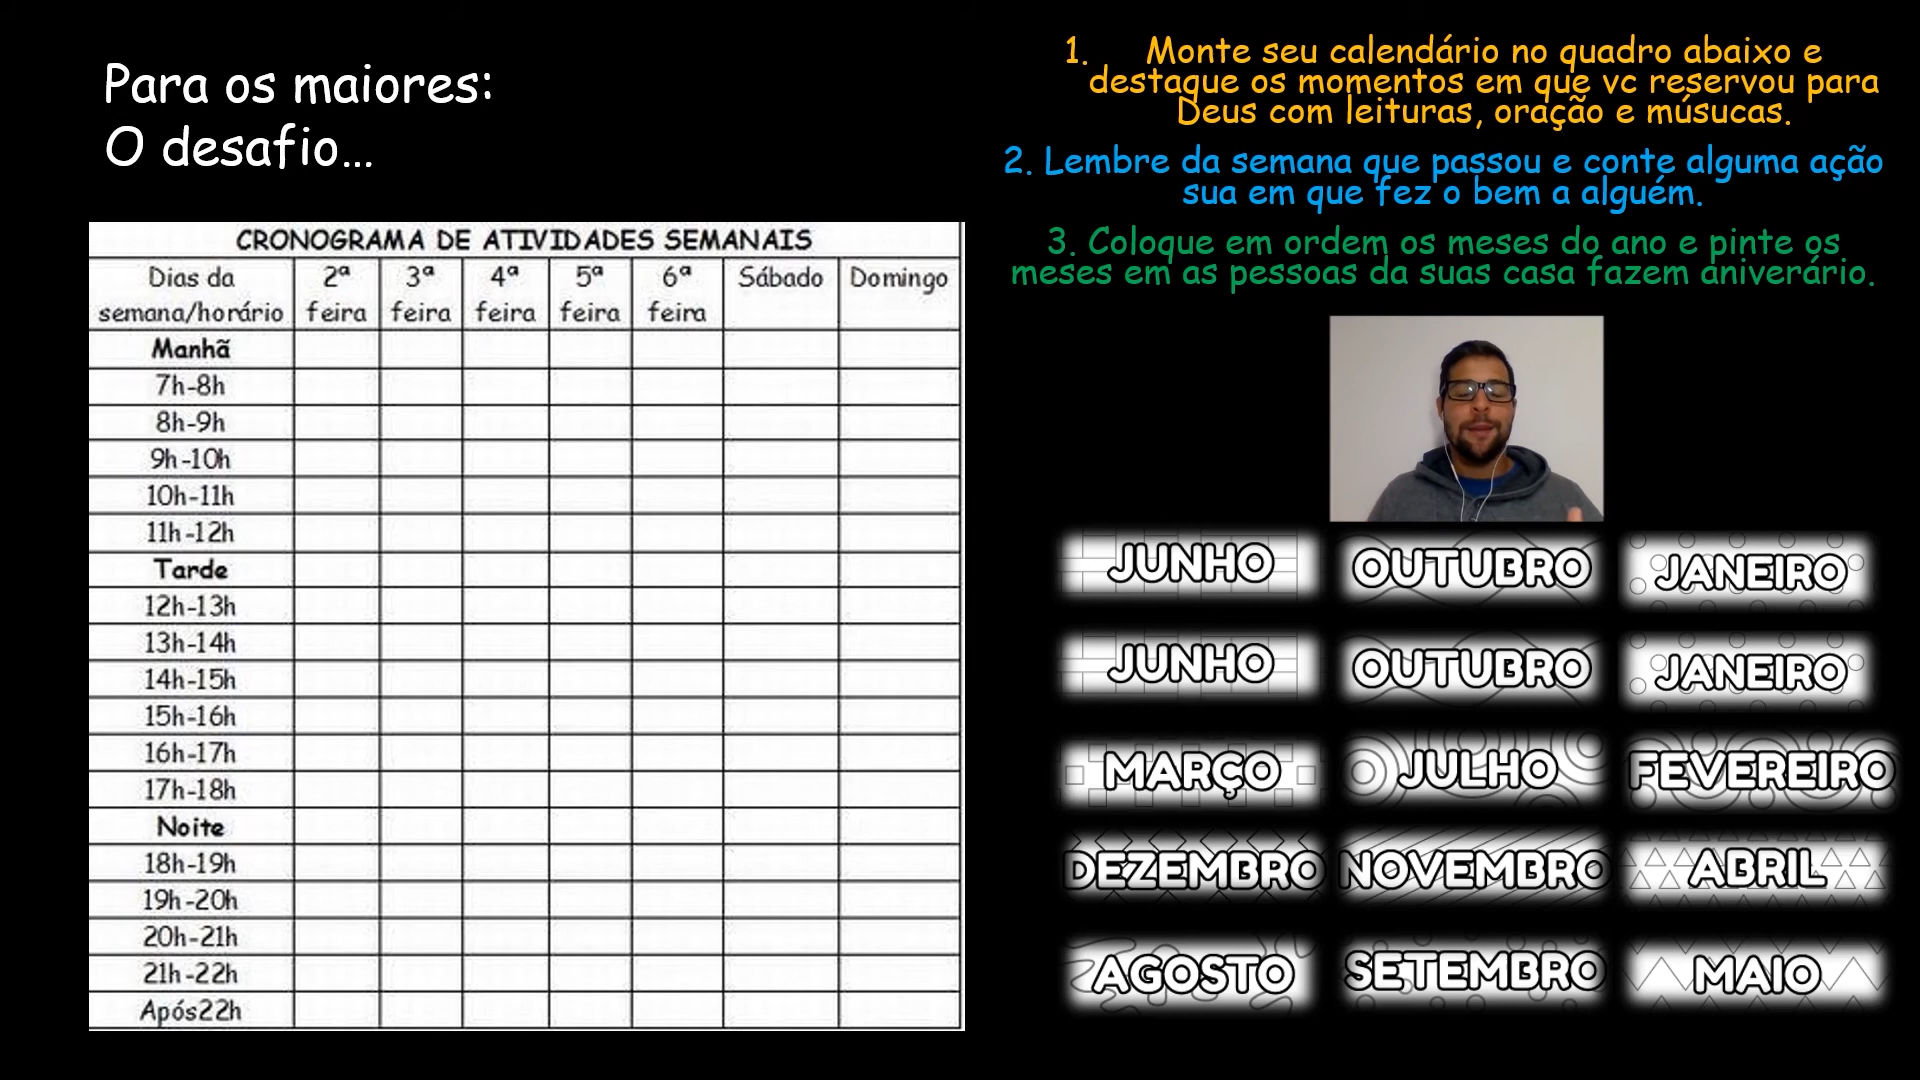 Para os maiores:
O desafio...
1. Monte seu calendário no quadro abaixo e
destaque os momentos em que vc reservou para
Deus com leituras, oração e músucas.
2. Lembre da semana que passou e conte alguma ação
sua em que fez o bem a alguém.
3. Coloque em ordem os meses do ano e pinte os
meses em as pessoas da suas casa fazem aniverário.
CRONOGRAMA DE ATIVIDADES SEMANAIS
Dias da semana/horário 2ª feira 3ª feira 4ª feira 5ª feira 6ª feira Sábado Domingo
Manhã
7h-8h
8h-9h
9h-10h
10h-11h
11h-12h
Tarde
12h-13h
13h-14h
14h-15h
15h-16h
16h-17h
17h-18h
Noite
18h-19h
19h-20h
20h-21h
21h-22h
Após22h
JUNHO OUTUBRO JANEIRO
JUNHO OUTUBRO JANEIRO
MARÇO JULHO FEVEREIRO
DEZEMBRO NOVEMBRO ABRIL
AGOSTO SETEMBRO MAIO